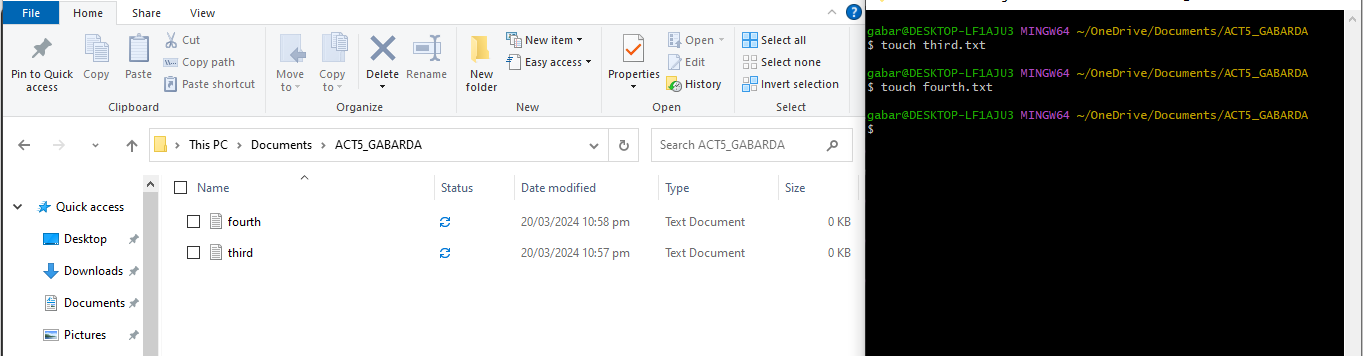 File Home Share View
Pin to Quick access
Copy
Paste
Cut
Copy path
Paste shortcut
Clipboard
Move to
Copy to
Delete
Rename
Organize
New folder
New item
Easy access
New
Properties
Open
Edit
History
Open
Select all
Select none
Invert selection
Select
This PC > Documents > ACT5_GABARDA
Search ACT5_GABARDA
Quick access
Desktop
Downloads
Documents
Pictures
Name Status Date modified Type Size
fourth 20/03/2024 10:58 pm Text Document 0 KB
third 20/03/2024 10:57 pm Text Document 0 KB
gabar@DESKTOP-LF1AJU3 MINGW64 ~/OneDrive/Documents/ACT5_GABARDA
$ touch third.txt
gabar@DESKTOP-LF1AJU3 MINGW64 ~/OneDrive/Documents/ACT5_GABARDA
$ touch fourth.txt
gabar@DESKTOP-LF1AJU3 MINGW64 ~/OneDrive/Documents/ACT5_GABARDA
$